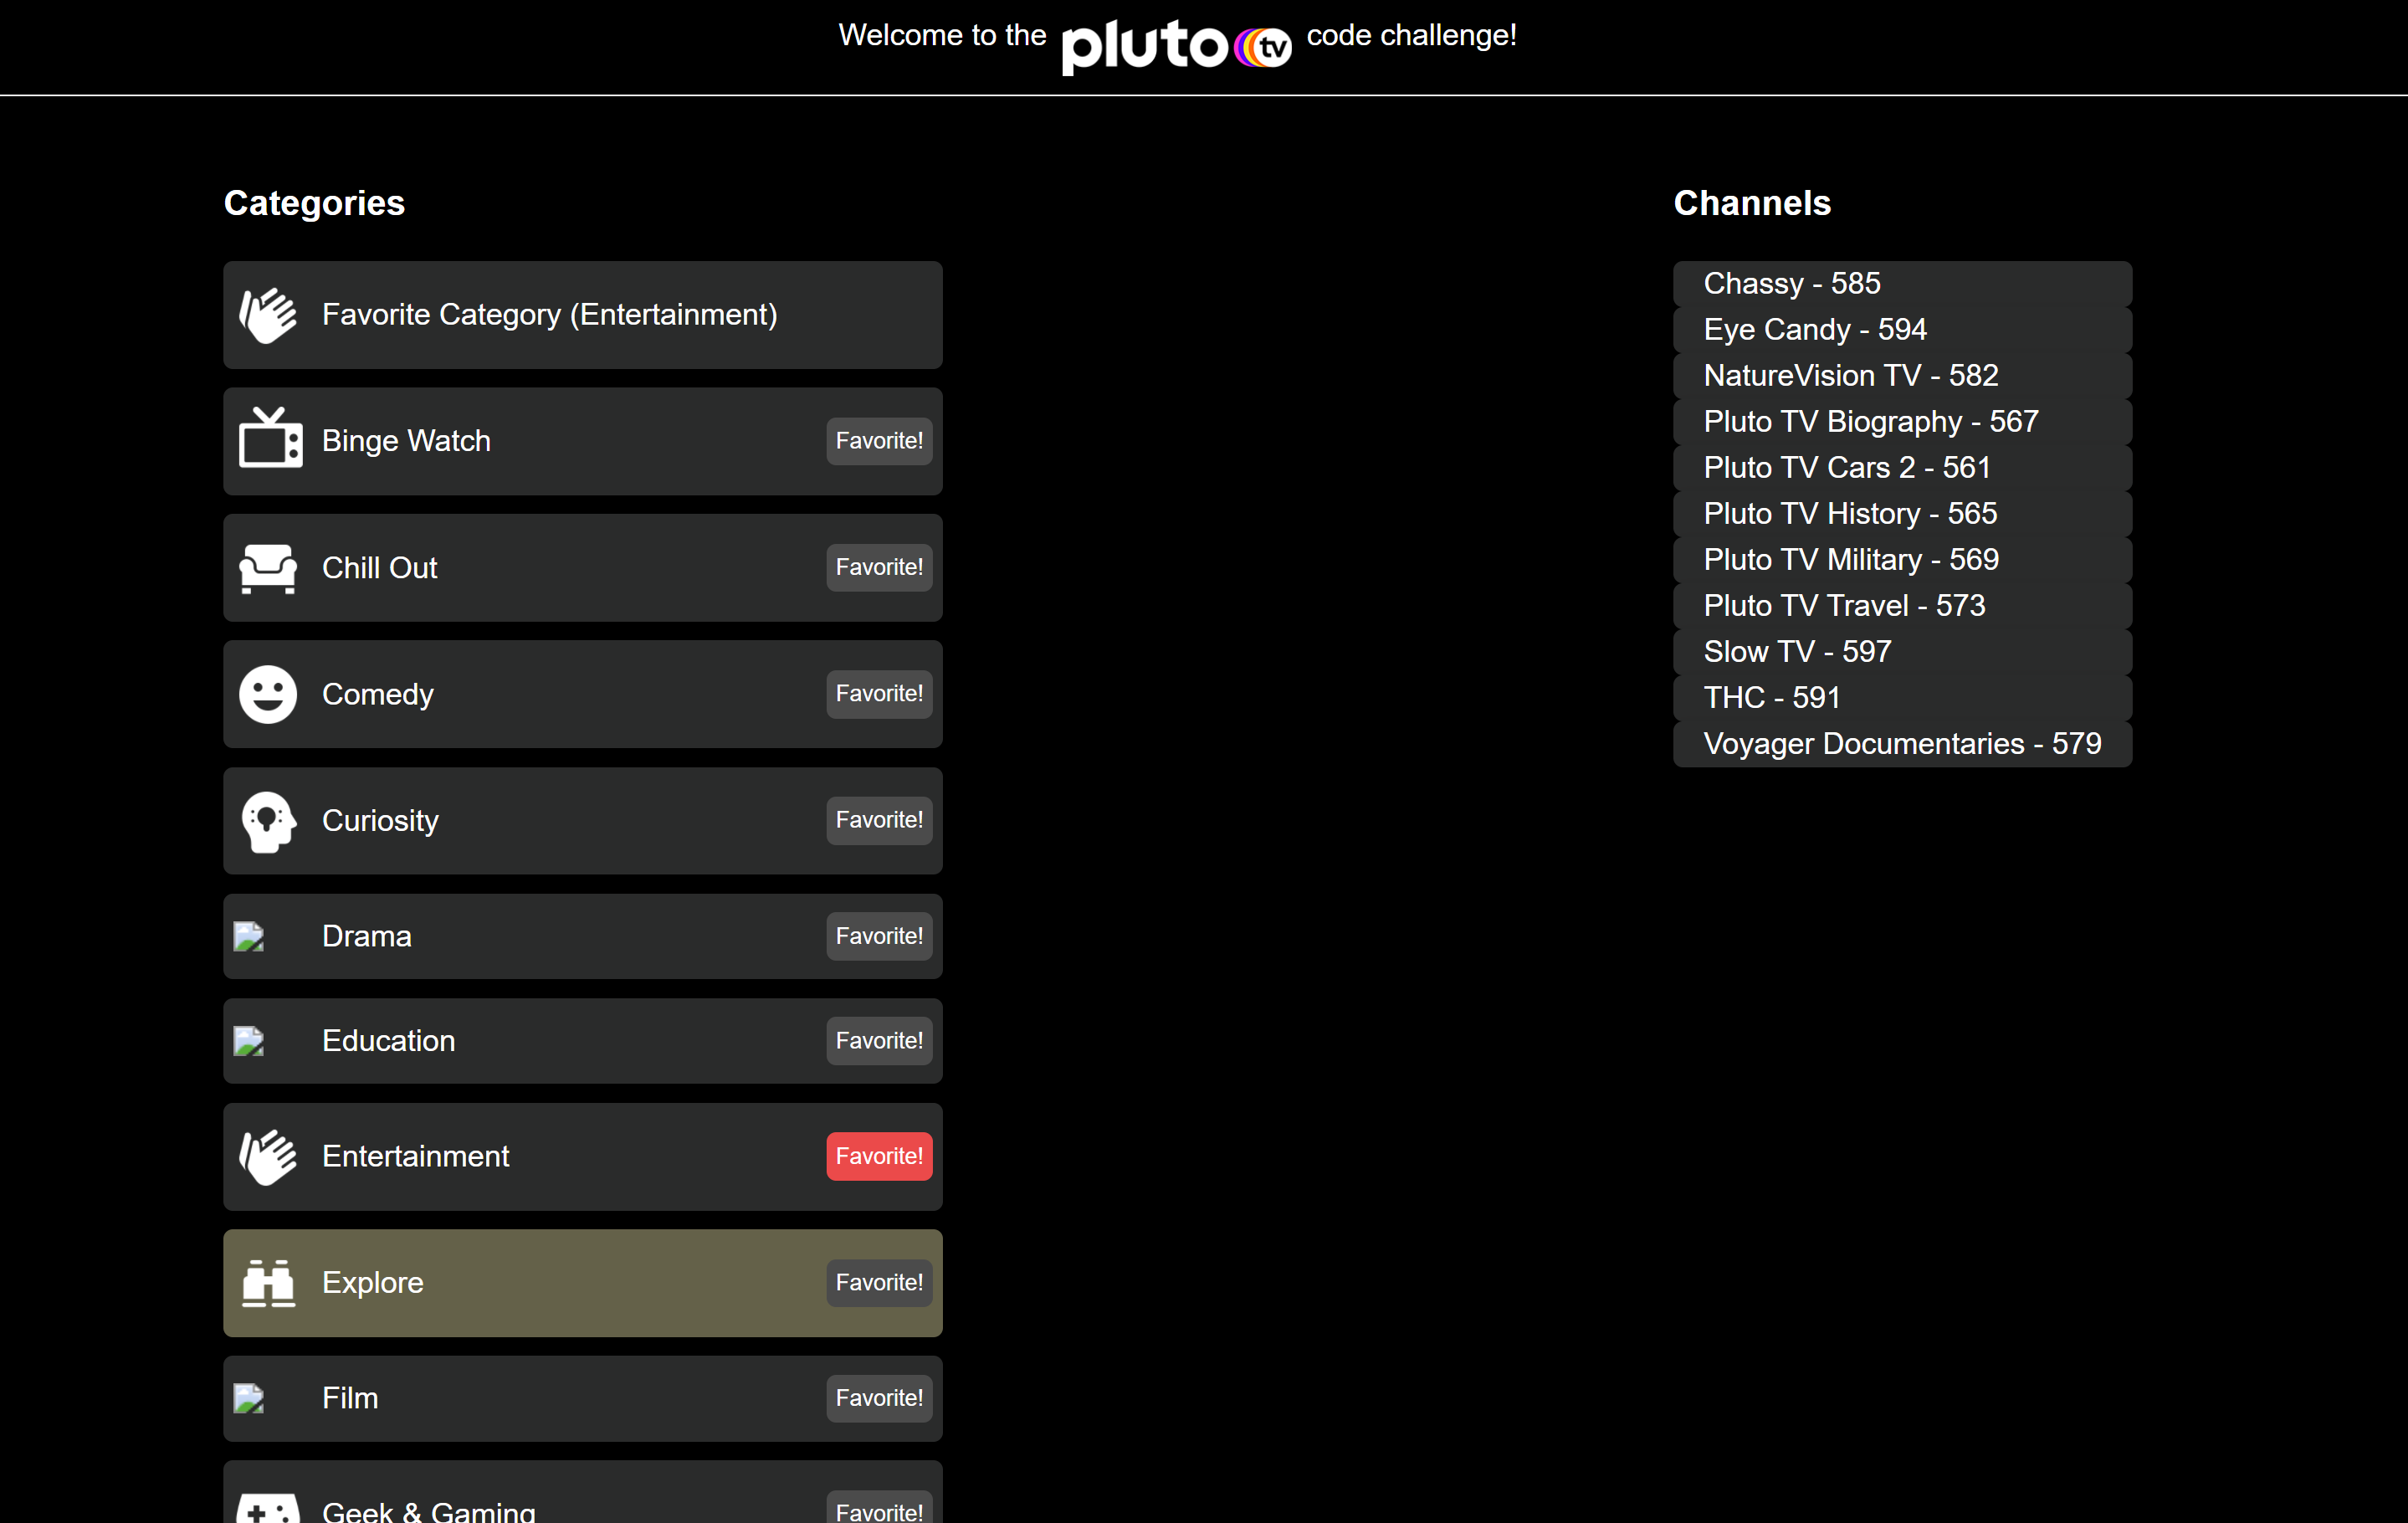 Welcome to the pluto tv code challenge!
Categories
Favorite Category (Entertainment)
Binge Watch Favorite!
Chill Out Favorite!
Comedy Favorite!
Curiosity Favorite!
Drama Favorite!
Education Favorite!
Entertainment Favorite!
Explore Favorite!
Film Favorite!
Geek & Gaming Favorite!
Channels
Chassy - 585
Eye Candy - 594
NatureVision TV - 582
Pluto TV Biography - 567
Pluto TV Cars 2 - 561
Pluto TV History - 565
Pluto TV Military - 569
Pluto TV Travel - 573
Slow TV - 597
THC - 591
Voyager Documentaries - 579